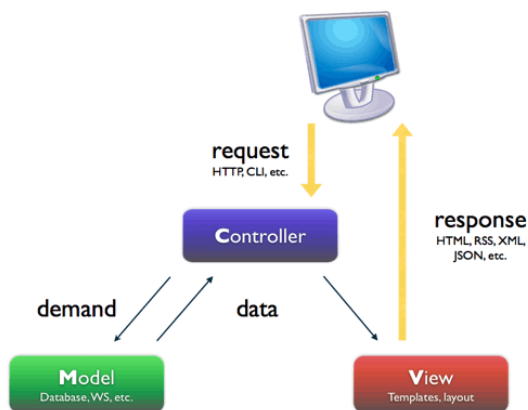 request
HTTP, CLI, etc.
Controller
response
HTML, RSS, XML,
JSON, etc.
demand
data
Model
Database, WS, etc.
View
Templates, layout